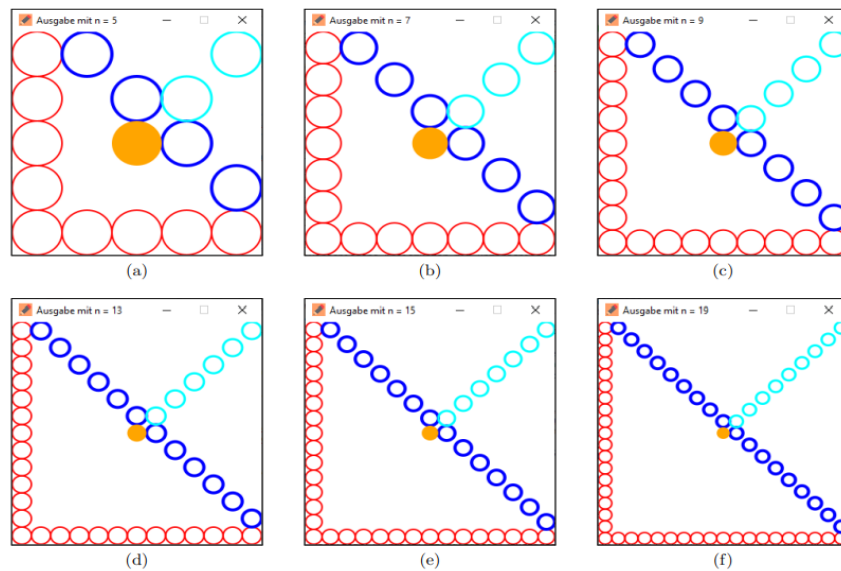 Ausgabe mit n = 5
Ausgabe mit n = 7
Ausgabe mit n = 9
(a)
(b)
(c)
Ausgabe mit n = 13
Ausgabe mit n = 15
Ausgabe mit n = 19
(d)
(e)
(f)